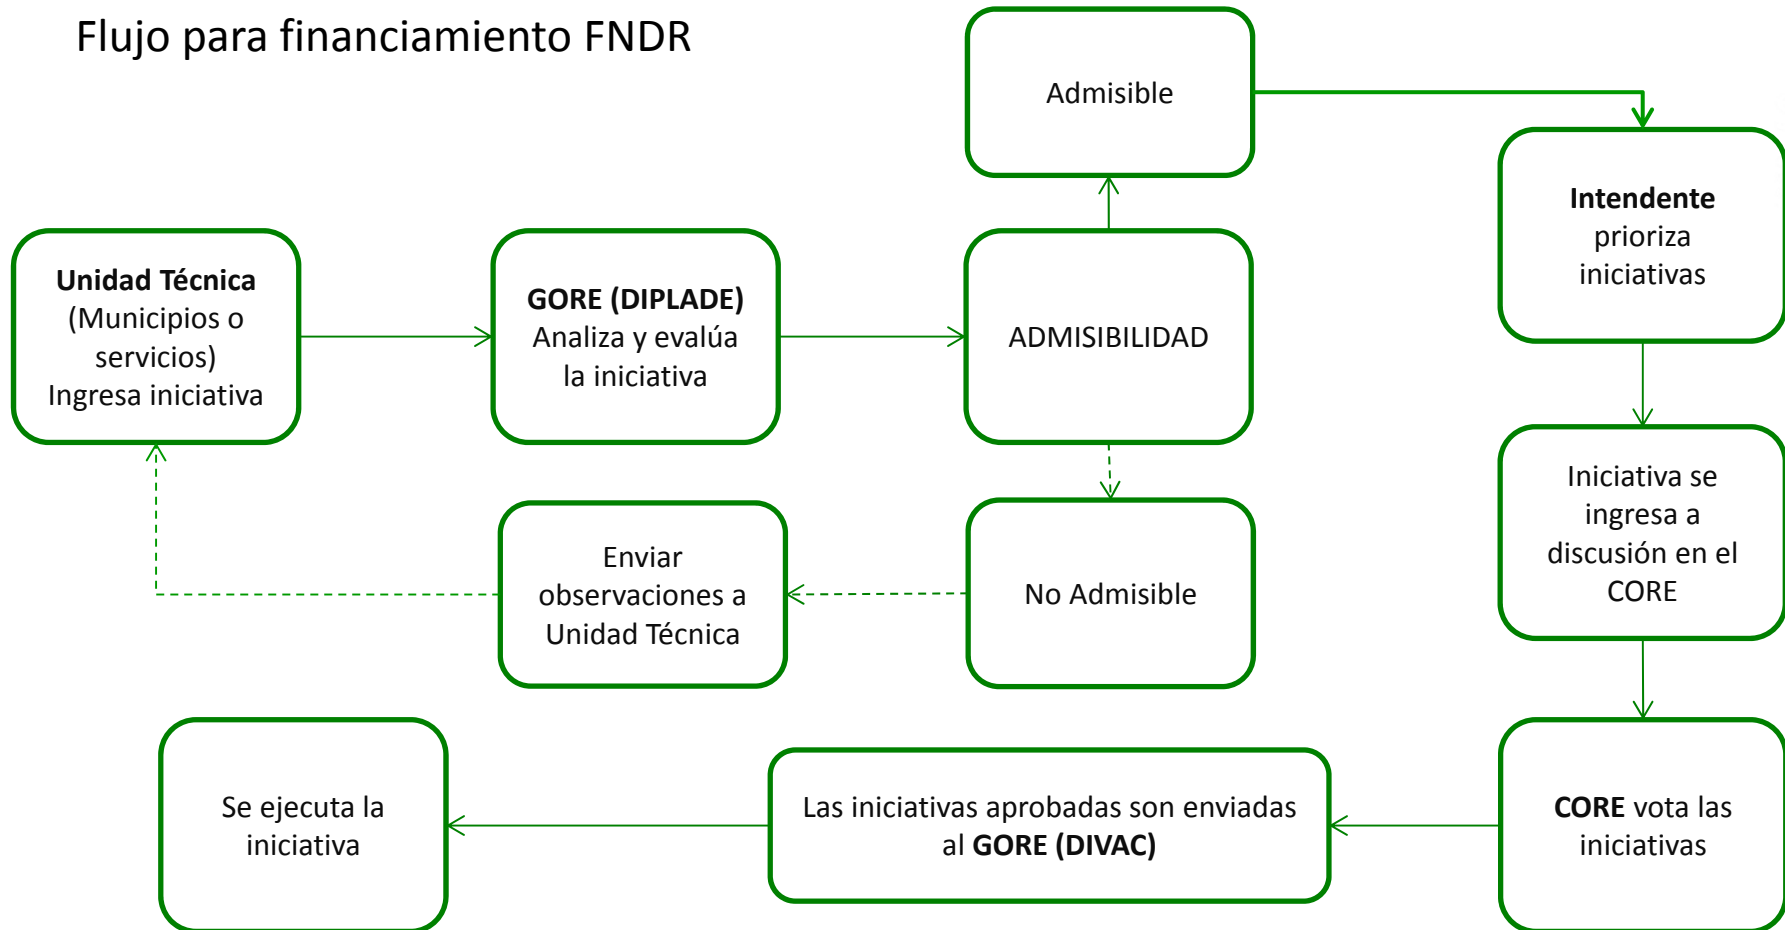 Flujo para financiamiento FNDR
Admisible
Intendente
prioriza
iniciativas
Unidad Técnica
(Municipios o
servicios)
Ingresa iniciativa
GORE (DIPLADE)
Analiza y evalúa
la iniciativa
ADMISIBILIDAD
Iniciativa se
ingresa a
discusión en el
CORE
Enviar
observaciones a
Unidad Técnica
No Admisible
Se ejecuta la
iniciativa
Las iniciativas aprobadas son enviadas
al GORE (DIVAC)
CORE vota las
iniciativas